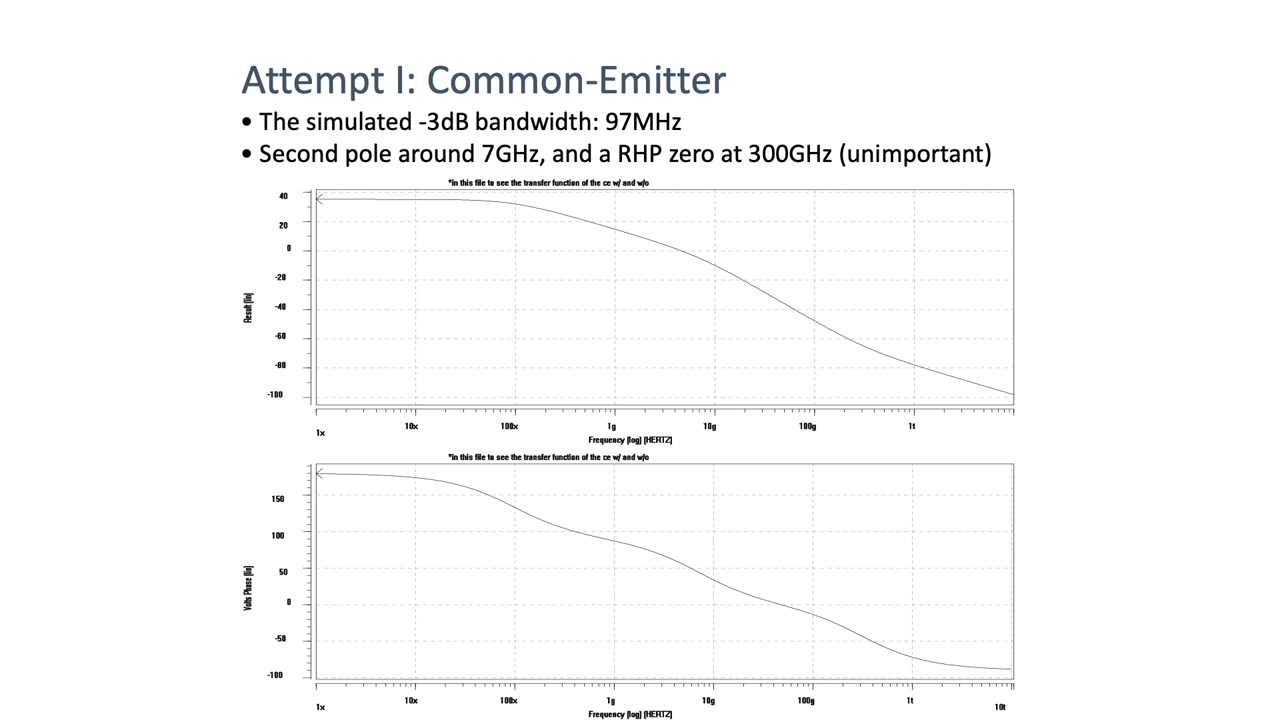 Attempt I: Common-Emitter
• The simulated -3dB bandwidth: 97MHz
• Second pole around 7GHz, and a RHP zero at 300GHz (unimportant)
*in this file to see the transfer function of the ce w/ and w/o
40
20
0
-20
-40
-60
-80
-100
Result (lin)
1x
10x
100x
1g
10g
100g
1t
Frequency (log) (HERTZ)
*in this file to see the transfer function of the ce w/ and w/o
150
100
50
0
-50
-100
Volts Phase (lin)
1x
10x
100x
1g
10g
100g
1t
10t
Frequency (log) (HERTZ)